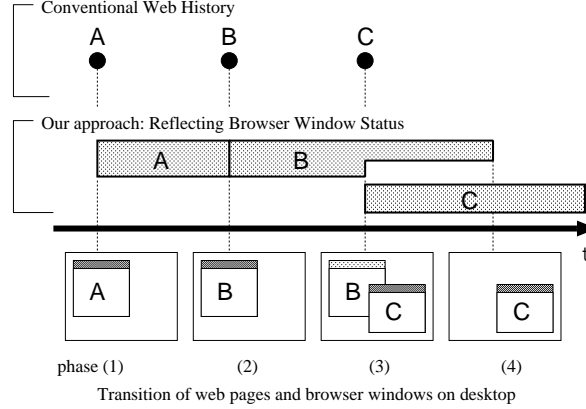 Conventional Web History
A B C
Our approach: Reflecting Browser Window Status
A B
C
t
A B B C C
phase (1) (2) (3) (4)
Transition of web pages and browser windows on desktop